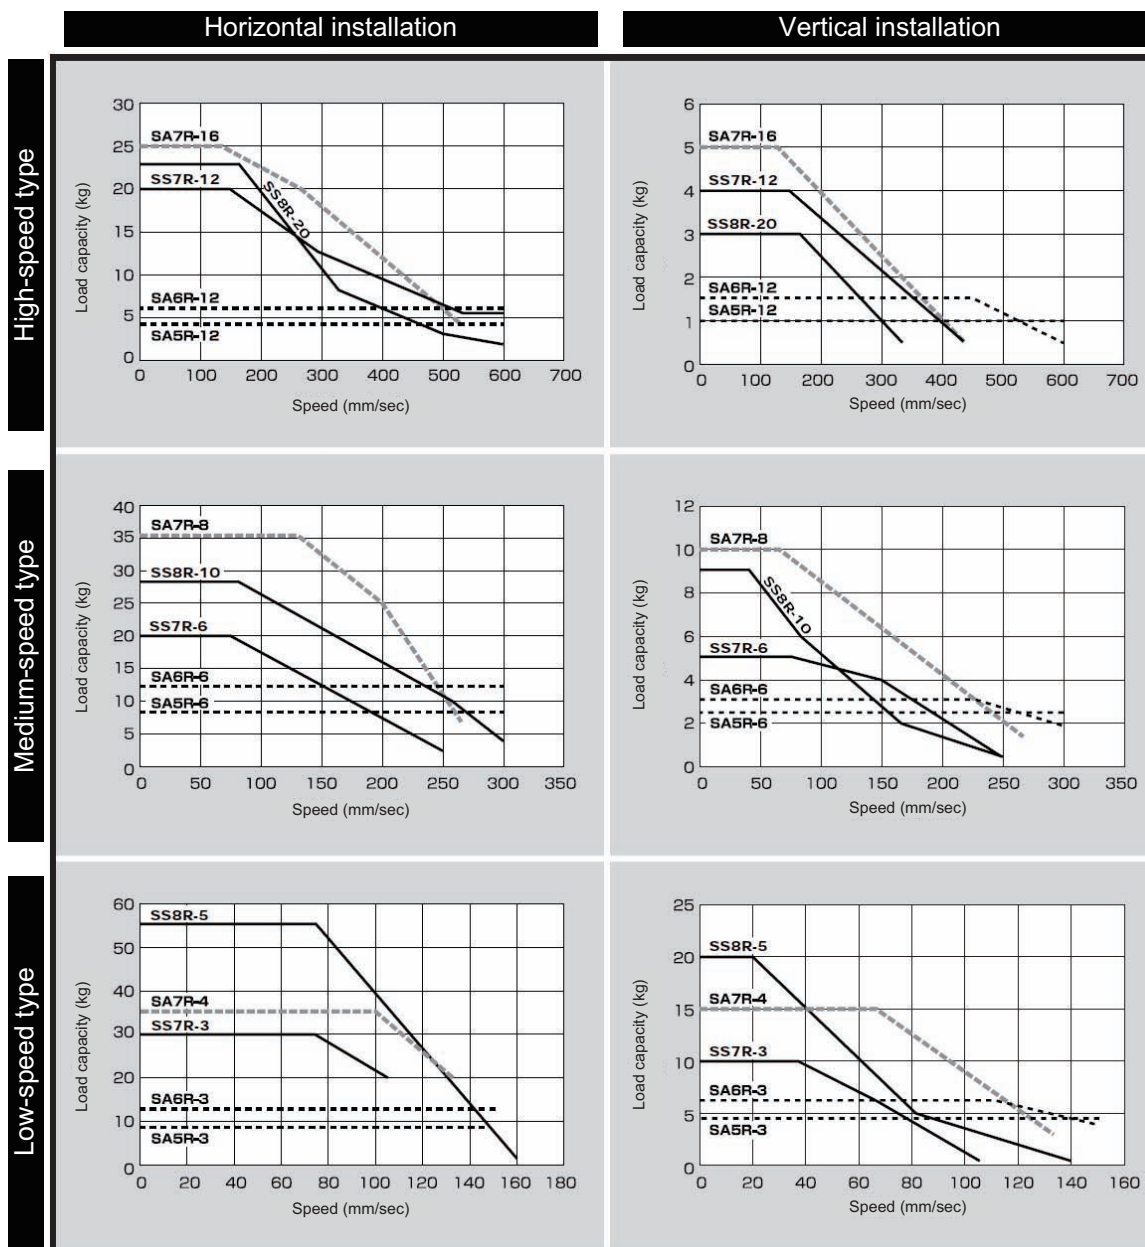 Horizontal installation
Vertical installation
High-speed type
30
25
20
15
10
5
0
Load capacity (kg)
SA7R-16
SS7R-12
SS8R-20
SA6R-12
SA5R-12
0 100 200 300 400 500 600 700
Speed (mm/sec)
6
5
4
3
2
1
0
Load capacity (kg)
SA7R-16
SS7R-12
SS8R-20
SA6R-12
SA5R-12
0 100 200 300 400 500 600 700
Speed (mm/sec)
Medium-speed type
40
35
30
25
20
15
10
5
0
Load capacity (kg)
SA7R-8
SS8R-10
SS7R-6
SA6R-6
SA5R-6
0 50 100 150 200 250 300 350
Speed (mm/sec)
12
10
8
6
4
2
0
Load capacity (kg)
SA7R-8
SS8R-10
SS7R-6
SA6R-6
SA5R-6
0 50 100 150 200 250 300 350
Speed (mm/sec)
Low-speed type
60
50
40
30
20
10
0
Load capacity (kg)
SS8R-5
SA7R-4
SS7R-3
SA6R-3
SA5R-3
0 20 40 60 80 100 120 140 160 180
Speed (mm/sec)
25
20
15
10
5
0
Load capacity (kg)
SS8R-5
SA7R-4
SS7R-3
SA6R-3
SA5R-3
0 20 40 60 80 100 120 140 160
Speed (mm/sec)